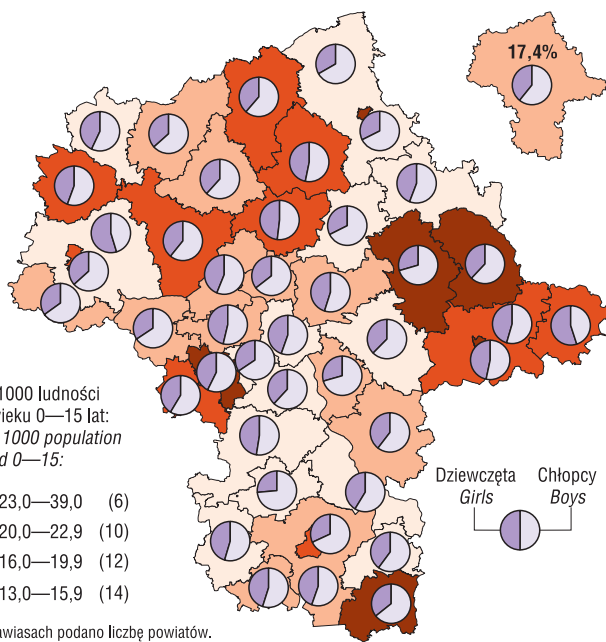 17,4%
1000 ludności
ieku 0—15 lat:
1000 population
d 0—15:
23,0—39,0 (6)
20,0—22,9 (10)
16,0—19,9 (12)
13,0—15,9 (14)
Dziewczęta Chłopcy
Girls Boys
awiasach podano liczbę powiatów.